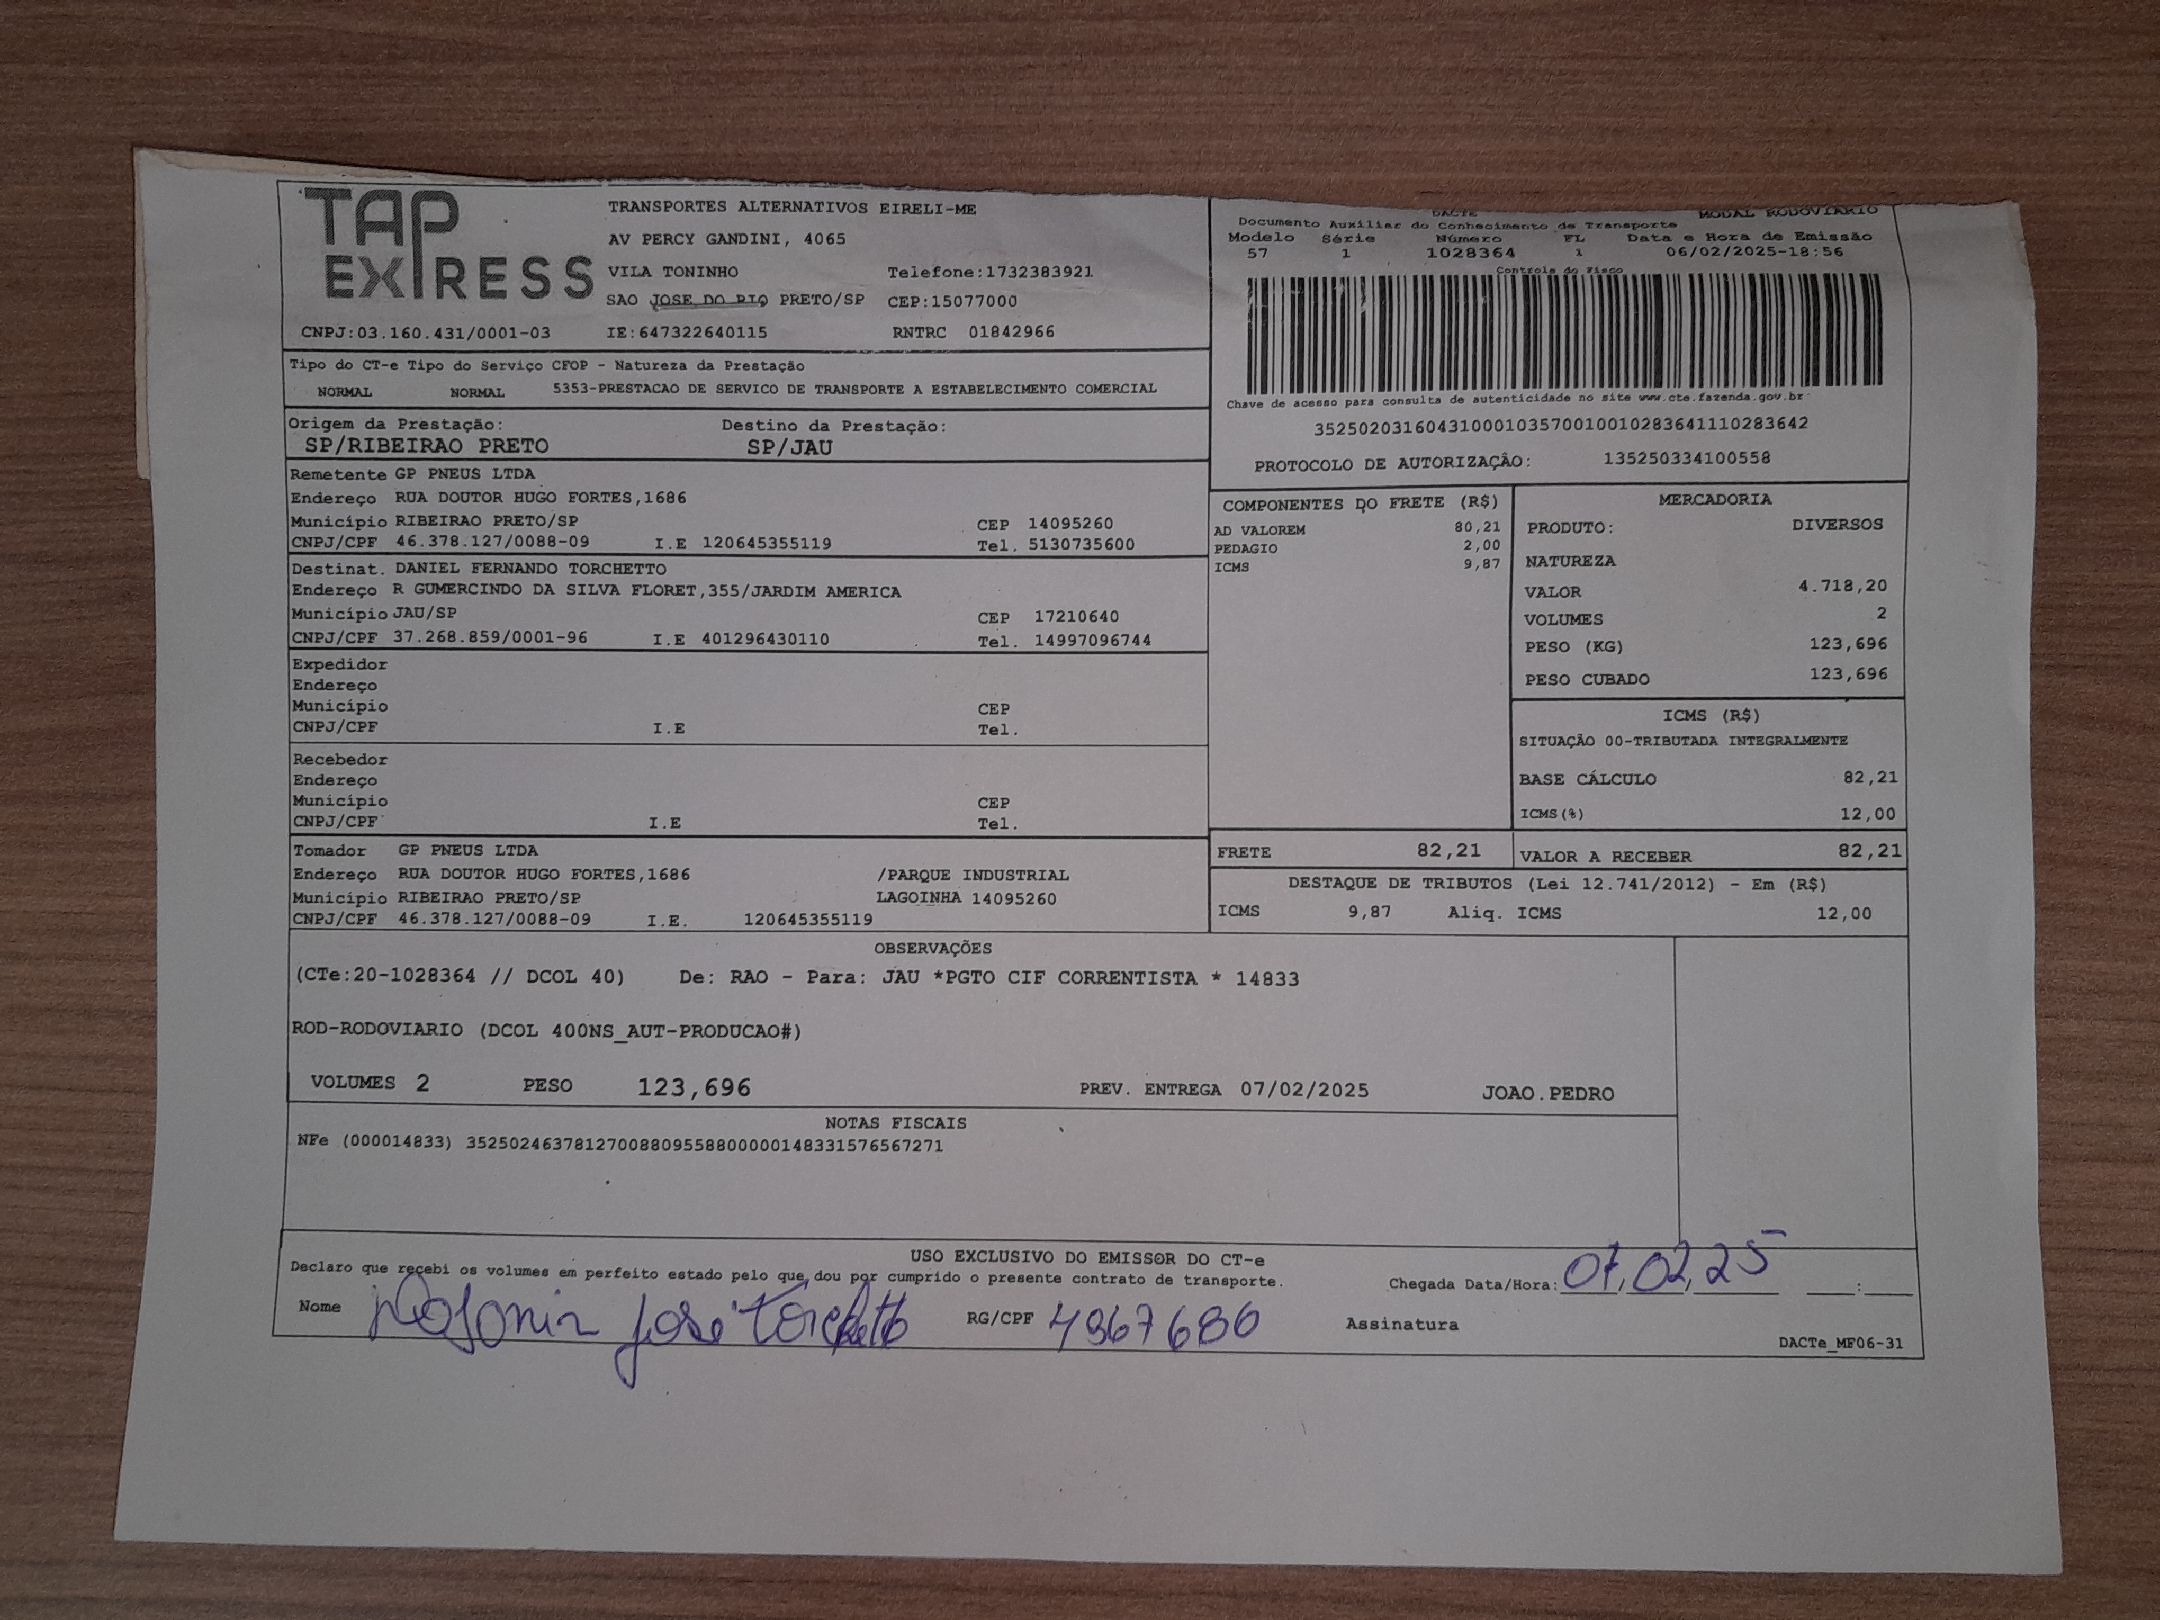 TAP EXPRESS
TRANSPORTES ALTERNATIVOS EIRELI-ME
AV PERCY GANDINI, 4065
VILA TONINHO Telefone:1732383921
SAO JOSE DO RIO PRETO/SP CEP:15077000
CNPJ:03.160.431/0001-03 IE:647322640115 RNTRC 01842966
DACTE MODAL RODOVIARIO
Documento Auxiliar do Conhecimento de Transporte
Modelo Série Número FL Data e Hora de Emissão
57 1 1028364 1 06/02/2025-18:56
Controle do Fisco
Chave de acesso para consulta de autenticidade no site www.cte.fazenda.gov.br
35250203160431000103570010010283641110283642
PROTOCOLO DE AUTORIZAÇÃO: 135250334100558
Tipo do CT-e Tipo do Serviço CFOP - Natureza da Prestação
NORMAL NORMAL 5353-PRESTACAO DE SERVICO DE TRANSPORTE A ESTABELECIMENTO COMERCIAL
Origem da Prestação: Destino da Prestação:
SP/RIBEIRAO PRETO SP/JAU
Remetente GP PNEUS LTDA
Endereço RUA DOUTOR HUGO FORTES,1686
Município RIBEIRAO PRETO/SP CEP 14095260
CNPJ/CPF 46.378.127/0088-09 I.E 120645355119 Tel. 5130735600
Destinat. DANIEL FERNANDO TORCHETTO
Endereço R GUMERCINDO DA SILVA FLORET,355/JARDIM AMERICA
Município JAU/SP CEP 17210640
CNPJ/CPF 37.268.859/0001-96 I.E 401296430110 Tel. 14997096744
Expedidor
Endereço
Município CEP
CNPJ/CPF I.E Tel.
Recebedor
Endereço
Município CEP
CNPJ/CPF I.E Tel.
Tomador GP PNEUS LTDA
Endereço RUA DOUTOR HUGO FORTES,1686 /PARQUE INDUSTRIAL
Município RIBEIRAO PRETO/SP LAGOINHA 14095260
CNPJ/CPF 46.378.127/0088-09 I.E. 120645355119
COMPONENTES DO FRETE (R$)
AD VALOREM 80,21
PEDAGIO 2,00
ICMS 9,87
MERCADORIA
PRODUTO: DIVERSOS
NATUREZA
VALOR 4.718,20
VOLUMES 2
PESO (KG) 123,696
PESO CUBADO 123,696
ICMS (R$)
SITUAÇÃO 00-TRIBUTADA INTEGRALMENTE
BASE CÁLCULO 82,21
ICMS(%) 12,00
FRETE 82,21 VALOR A RECEBER 82,21
DESTAQUE DE TRIBUTOS (Lei 12.741/2012) - Em (R$)
ICMS 9,87 Aliq. ICMS 12,00
OBSERVAÇÕES
(CTe:20-1028364 // DCOL 40) De: RAO - Para: JAU *PGTO CIF CORRENTISTA * 14833
ROD-RODOVIARIO (DCOL 400NS_AUT-PRODUCAO#)
VOLUMES 2 PESO 123,696 PREV. ENTREGA 07/02/2025 JOAO.PEDRO
NOTAS FISCAIS
NFe (000014833) 35250246378127008809558800000148331576567271
USO EXCLUSIVO DO EMISSOR DO CT-e
Declaro que recebi os volumes em perfeito estado pelo que dou por cumprido o presente contrato de transporte. Chegada Data/Hora: 07,02,25 :
Nome José Torchetto RG/CPF 4967680 Assinatura
DACTe_MF06-31